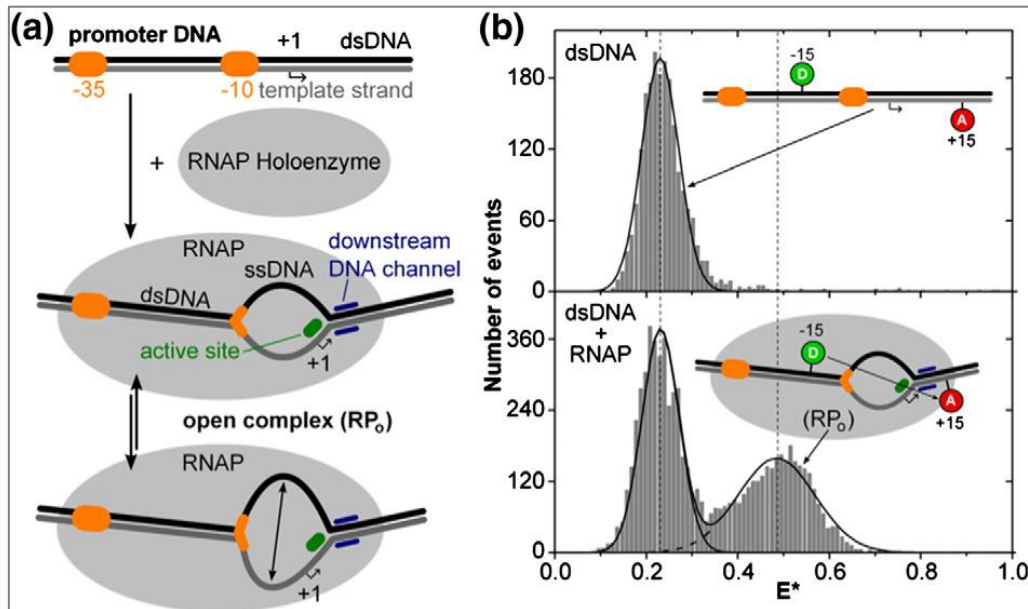 (a)
promoter DNA
+1
dsDNA
-35
-10
template strand
+
RNAP Holoenzyme
RNAP
downstream
DNA channel
ssDNA
dsDNA
active site
+1
open complex (RPo)
RNAP
+1
(b)
Number of events
dsDNA
-15
D
A
+15
180
120
60
0
dsDNA
+ RNAP
-15
D
A
+15
(RPo)
360
240
120
0
0.0 0.2 0.4 0.6 0.8 1.0
E*